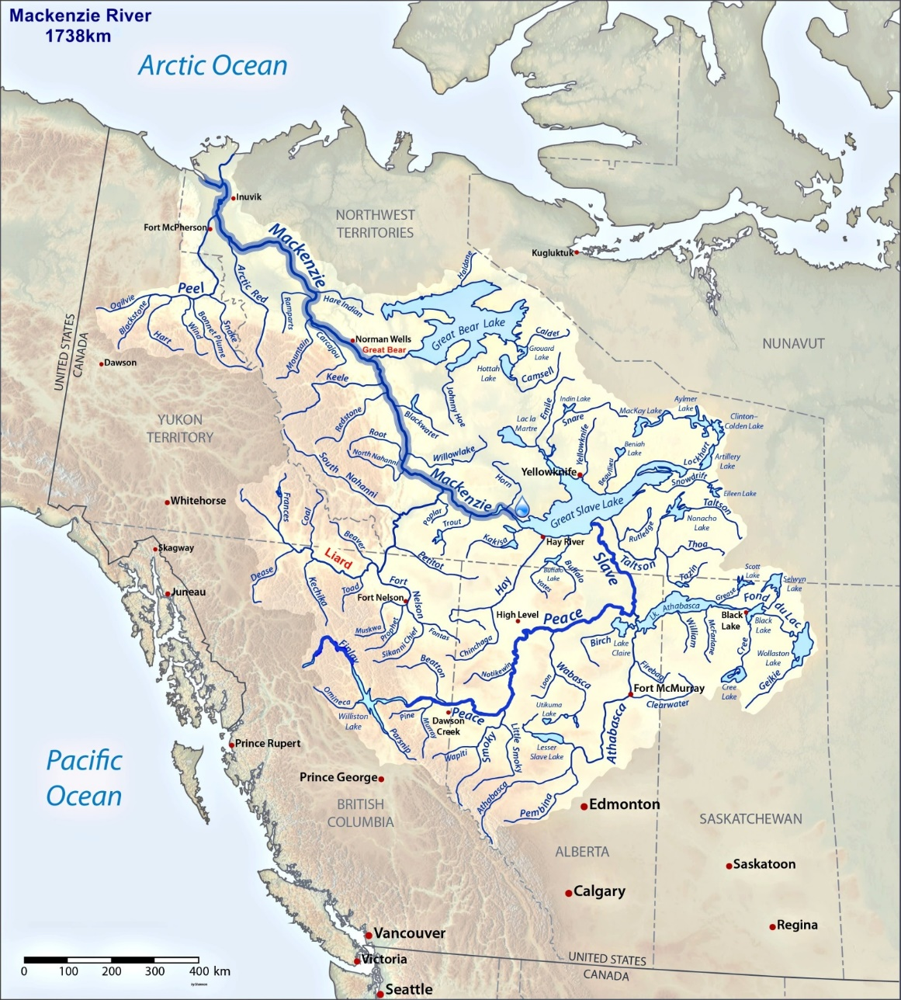 Mackenzie River
1738km
Arctic Ocean
Inuvik
Fort McPherson
NORTHWEST
TERRITORIES
Mackenzie
Kugluktuk
Haldane
Peel
Arctic Red
Ogilvie
Blackstone
Hart
Wind
Bonnet Plume
Snake
Ramparts
Hare Indian
Great Bear Lake
Norman Wells
Great Bear
Mountain
Carcajou
Calder
Grouard
Lake
Hottah
Lake
Camsell
NUNAVUT
UNITED STATES
CANADA
Dawson
Keele
Redstone
Johnny Hoe
Blackwater
Emile
Indin Lake
Snare
MacKay Lake
Aylmer
Lake
Clinton–
Colden Lake
YUKON
TERRITORY
Root
North Nahanni
Willowlake
Lac la
Martre
Yellowknife
Beniah
Lake
Beaulieu
Lockhart
Artillery
Lake
South Nahanni
Mackenzie
Horn
Yellowknife
Great Slave Lake
Snowdrift
Eileen Lake
Taltson
Nonacho
Lake
Rutledge
Whitehorse
Frances
Coal
Poplar
Trout
Kakisa
Hay River
Beaver
Skagway
Liard
Petitot
Slave
Taltson
Thoa
Tazin
Scott
Lake
Selwyn
Lake
Dease
Kechika
Toad
Fort Nelson
Fort Nelson
Hay
Buffalo
Lake
Buffalo
Yates
Juneau
High Level
Peace
Lk. Athabasca
Grease
Fond du Lac
Black
Lake
Black
Lake
Muskwa
Prophet
Sikanni Chief
Fontas
Chinchaga
Birch
Lake
Claire
William
McFarlane
Cree
Wollaston
Lake
Geikie
Finlay
Beatton
Notikewin
Loon
Wabasca
Firebag
Fort McMurray
Clearwater
Cree
Lake
Omineca
Williston
Lake
Pine
Murray
Parsnip
Peace
Dawson
Creek
Utikuma
Lake
Athabasca
Prince Rupert
Wapiti
Smoky
Little Smoky
Lesser
Slave Lake
Pacific
Ocean
Prince George
BRITISH
COLUMBIA
Athabasca
Pembina
Edmonton
SASKATCHEWAN
ALBERTA
Saskatoon
Calgary
Regina
Vancouver
Victoria
Seattle
UNITED STATES
CANADA
0 100 200 300 400 km